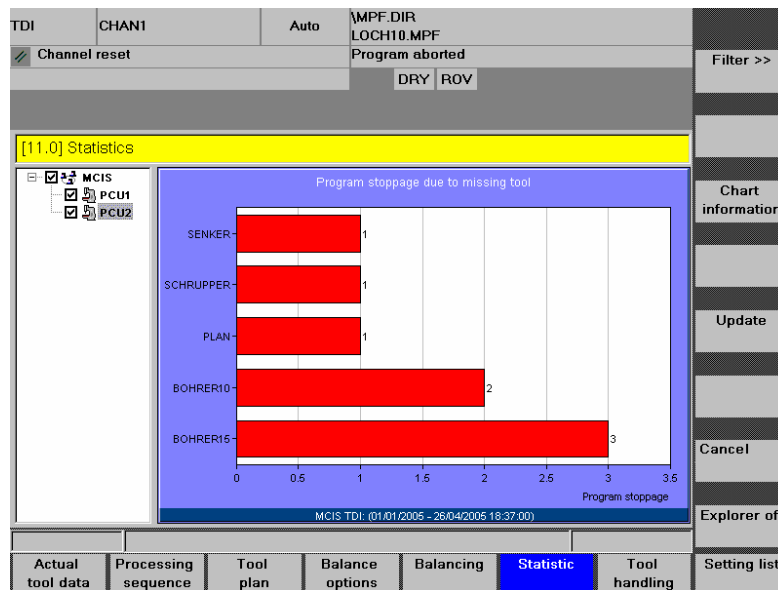 TDI CHAN1 Auto \MPF.DIR
LOCH10.MPF
Channel reset Program aborted
DRY ROV
[11.0] Statistics
MCIS
PCU1
PCU2
Program stoppage due to missing tool
SENKER 1
SCHRUPPER 1
PLAN 1
BOHRER10 2
BOHRER15 3
0 0.5 1 1.5 2 2.5 3 3.5
Program stoppage
MCIS TDI: (01/01/2005 - 26/04/2005 18:37:00)
Filter >>
Chart
information
Update
Cancel
Explorer of
Setting list
Actual
tool data
Processing
sequence
Tool
plan
Balance
options
Balancing
Statistic
Tool
handling